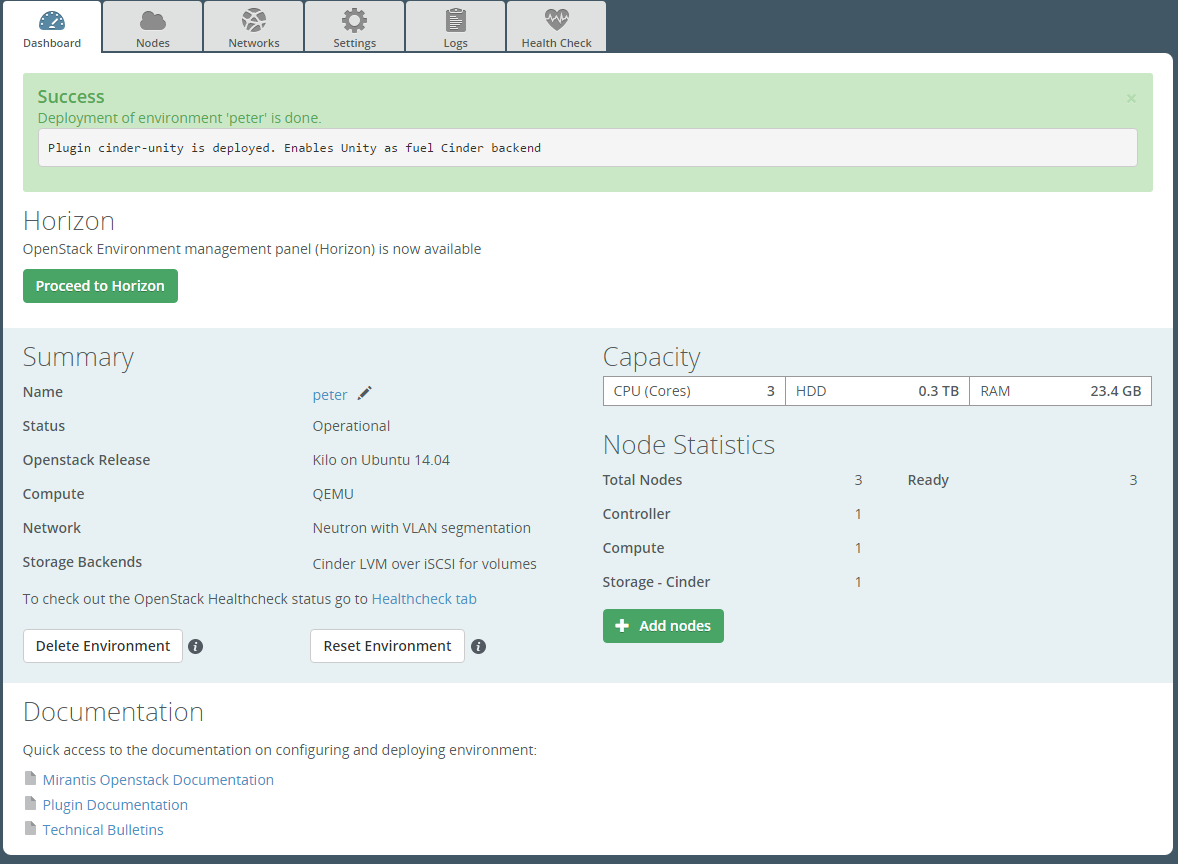 Dashboard Nodes Networks Settings Logs Health Check
Success ×
Deployment of environment 'peter' is done.
Plugin cinder-unity is deployed. Enables Unity as fuel Cinder backend
Horizon
OpenStack Environment management panel (Horizon) is now available
Proceed to Horizon
Summary
Name peter
Status Operational
Openstack Release Kilo on Ubuntu 14.04
Compute QEMU
Network Neutron with VLAN segmentation
Storage Backends Cinder LVM over iSCSI for volumes
To check out the OpenStack Healthcheck status go to Healthcheck tab
Delete Environment i Reset Environment i
Capacity
CPU (Cores) 3 HDD 0.3 TB RAM 23.4 GB
Node Statistics
Total Nodes 3 Ready 3
Controller 1
Compute 1
Storage - Cinder 1
Add nodes
Documentation
Quick access to the documentation on configuring and deploying environment:
Mirantis Openstack Documentation
Plugin Documentation
Technical Bulletins